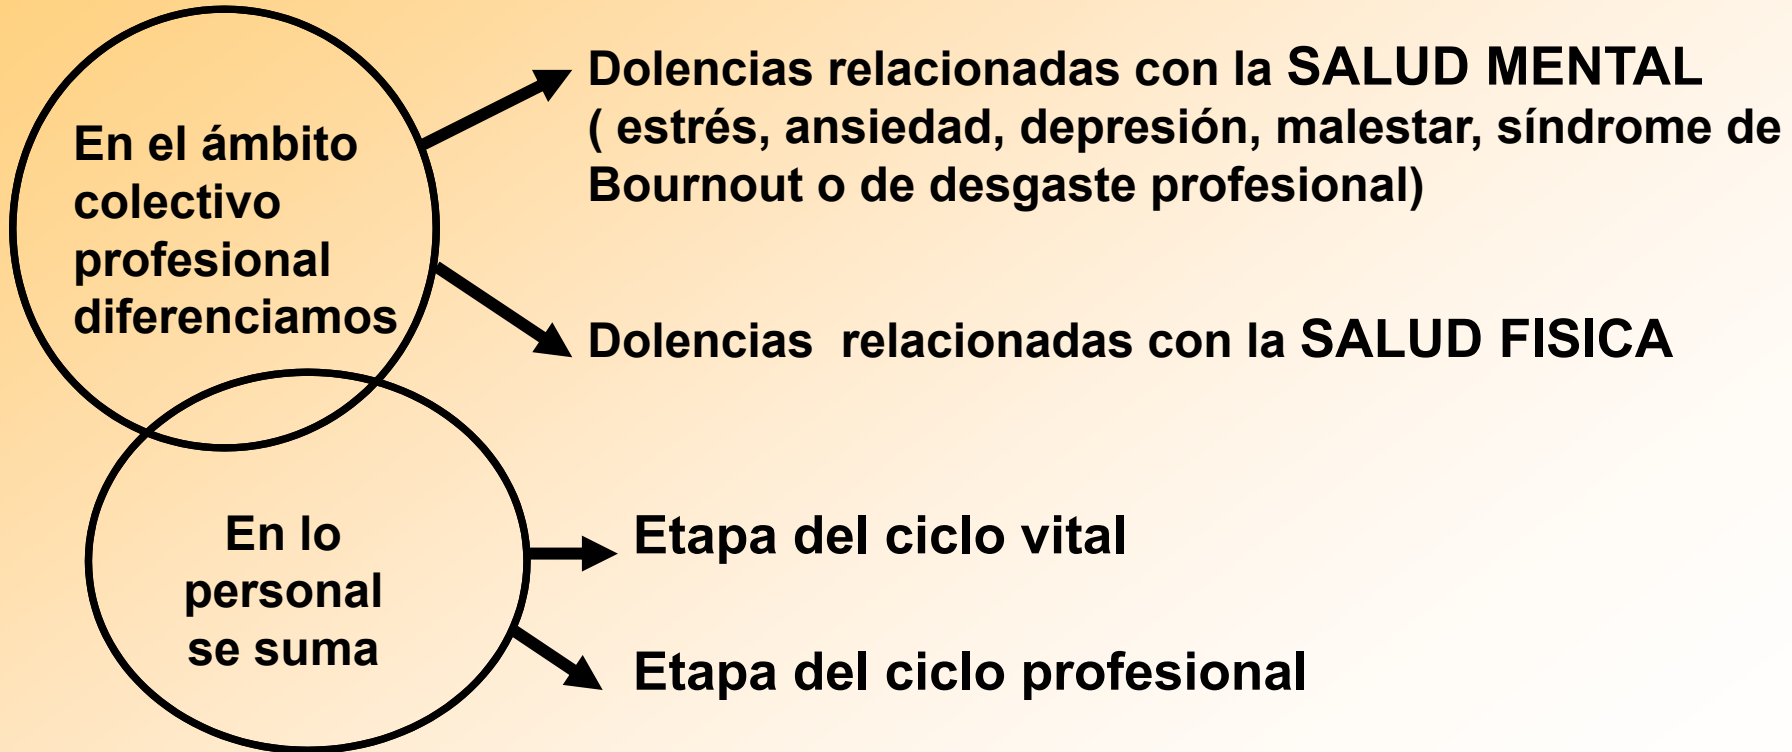 En el ámbito
colectivo
profesional
diferenciamos
Dolencias relacionadas con la SALUD MENTAL
( estrés, ansiedad, depresión, malestar, síndrome de
Bournout o de desgaste profesional)
Dolencias relacionadas con la SALUD FISICA
En lo
personal
se suma
Etapa del ciclo vital
Etapa del ciclo profesional